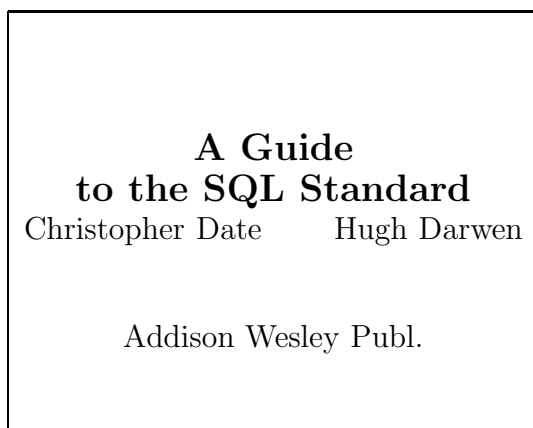 A Guide
to the SQL Standard
Christopher Date Hugh Darwen
Addison Wesley Publ.